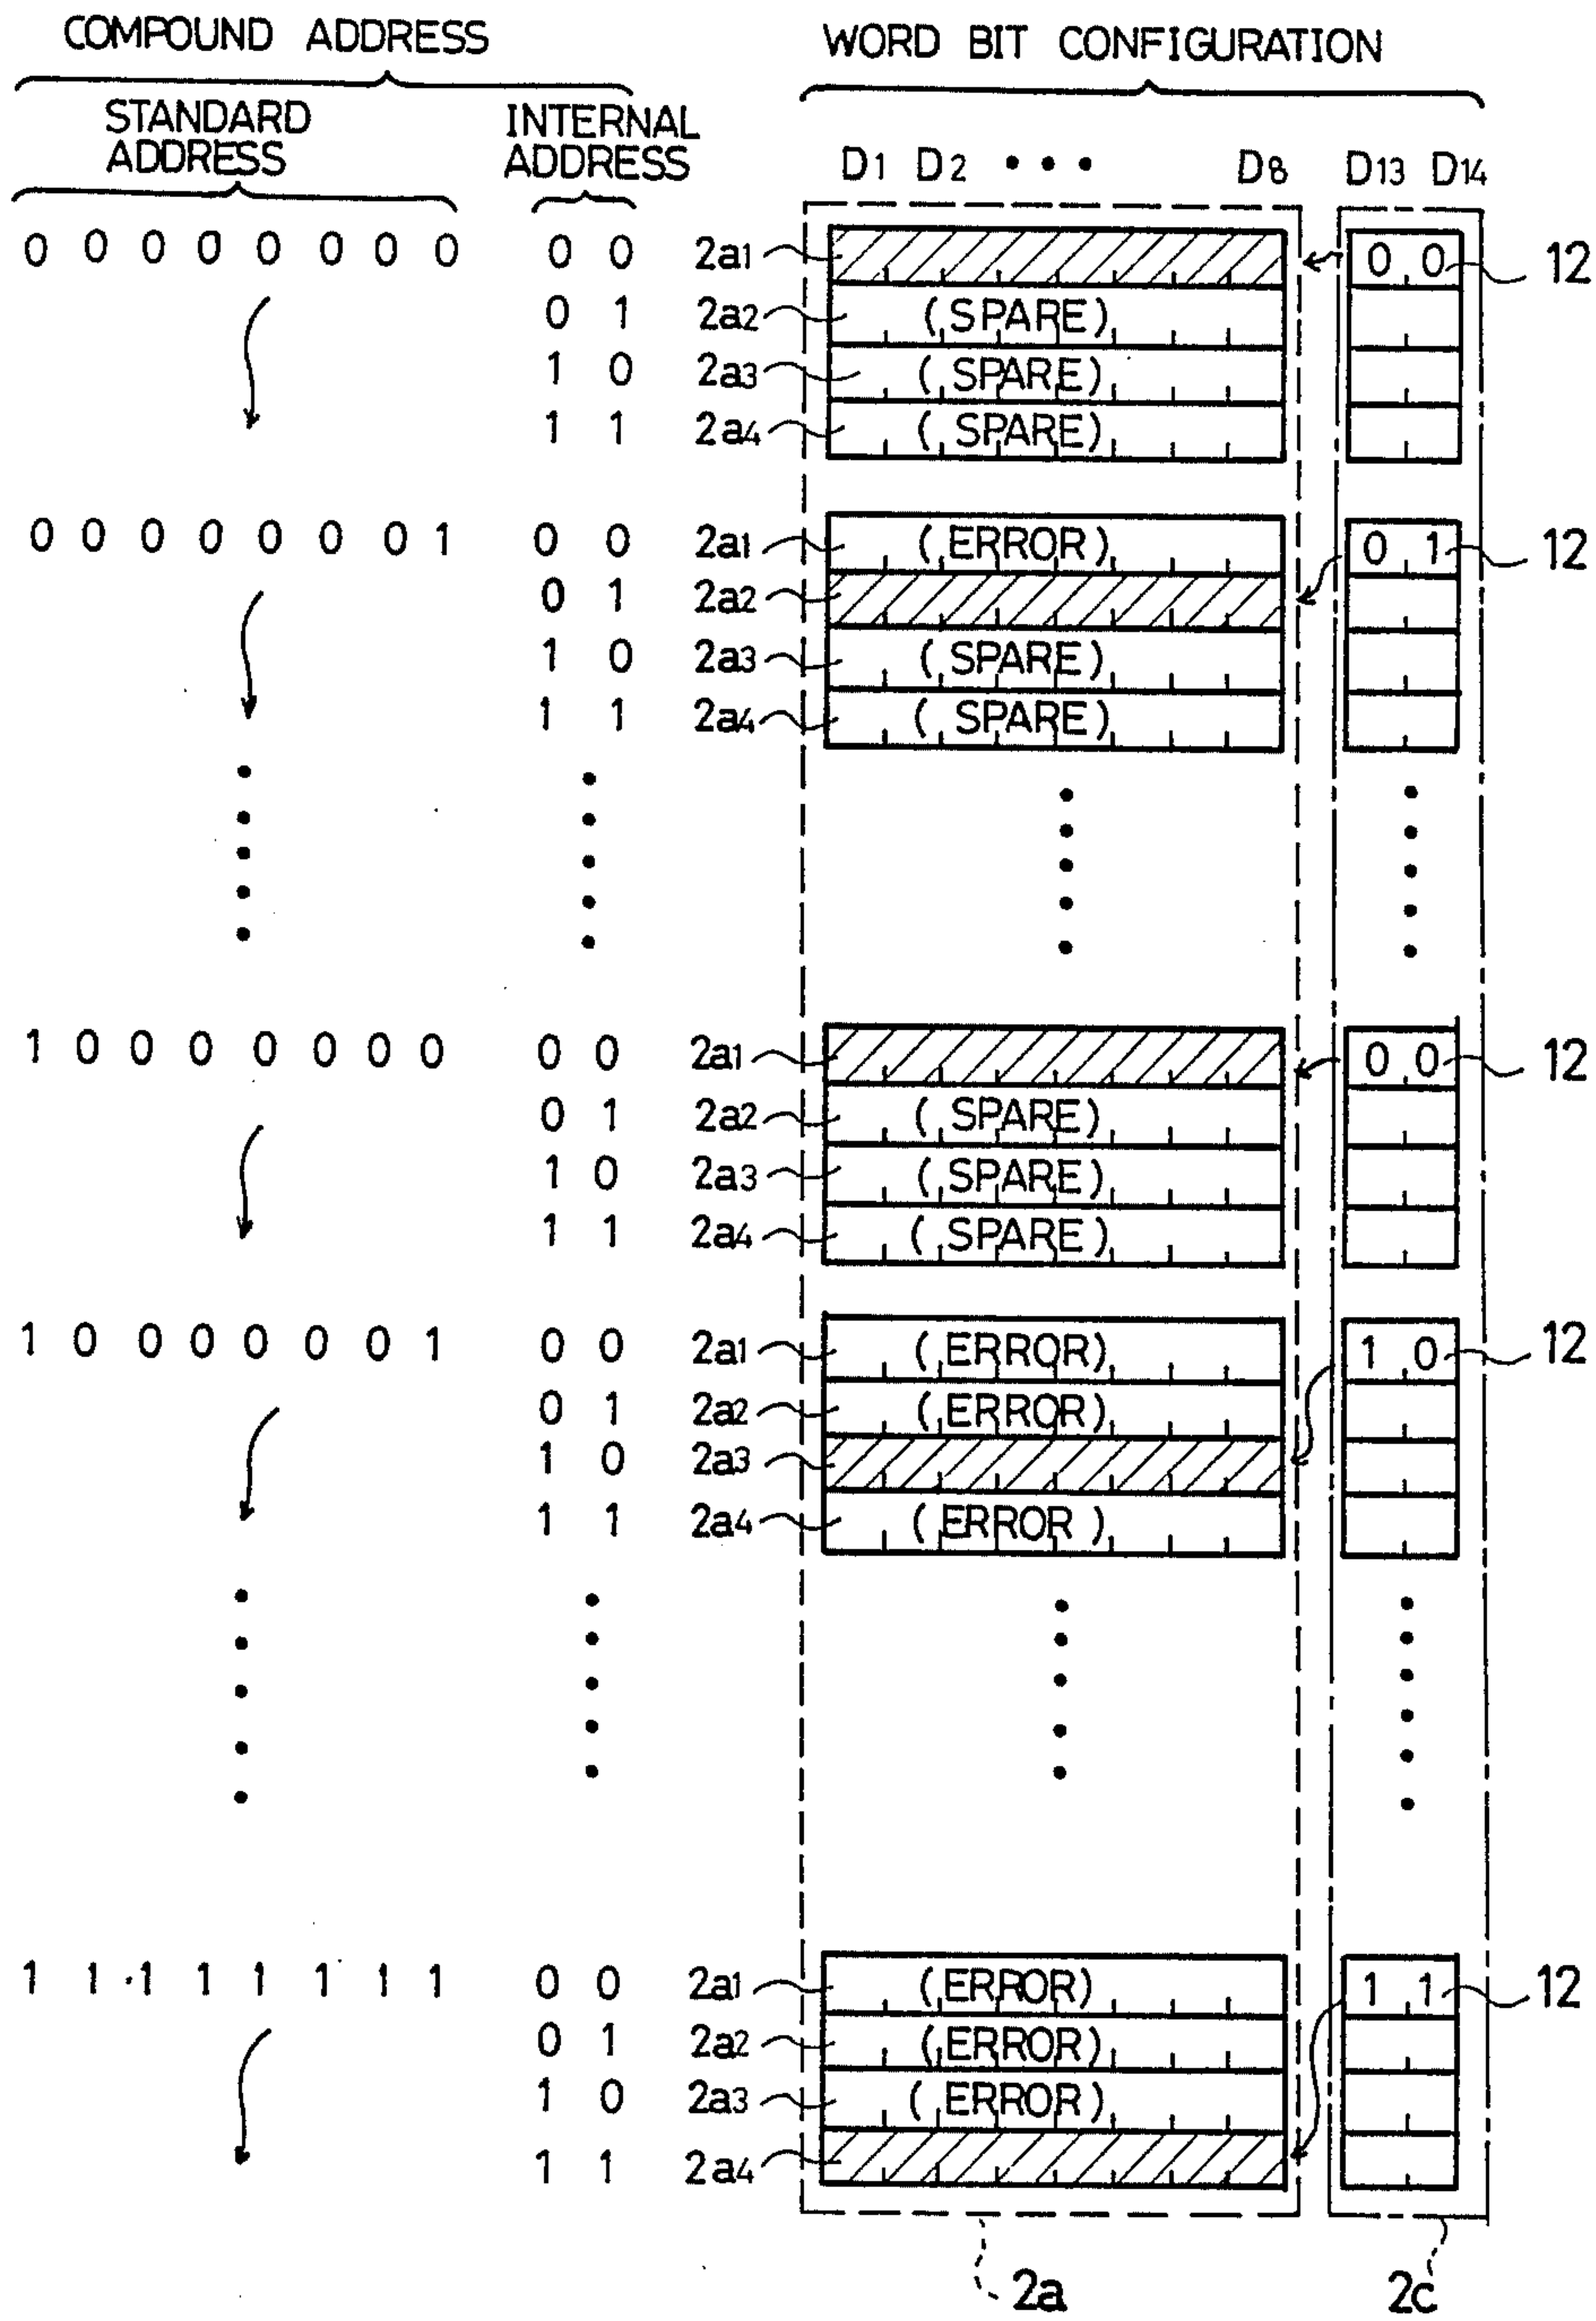 COMPOUND ADDRESS
WORD BIT CONFIGURATION
STANDARD ADDRESS
INTERNAL ADDRESS
D1 D2 • • • D8 D13 D14
0 0 0 0 0 0 0 0 0 0 2a1 0 0 12
0 1 2a2 (SPARE)
1 0 2a3 (SPARE)
1 1 2a4 (SPARE)
0 0 0 0 0 0 0 1 0 0 2a1 (ERROR) 0 1 12
0 1 2a2
1 0 2a3 (SPARE)
1 1 2a4 (SPARE)
1 0 0 0 0 0 0 0 0 0 2a1 0 0 12
0 1 2a2 (SPARE)
1 0 2a3 (SPARE)
1 1 2a4 (SPARE)
1 0 0 0 0 0 0 1 0 0 2a1 (ERROR) 1 0 12
0 1 2a2 (ERROR)
1 0 2a3
1 1 2a4 (ERROR)
1 1 1 1 1 1 1 1 0 0 2a1 (ERROR) 1 1 12
0 1 2a2 (ERROR)
1 0 2a3 (ERROR)
1 1 2a4
2a 2c